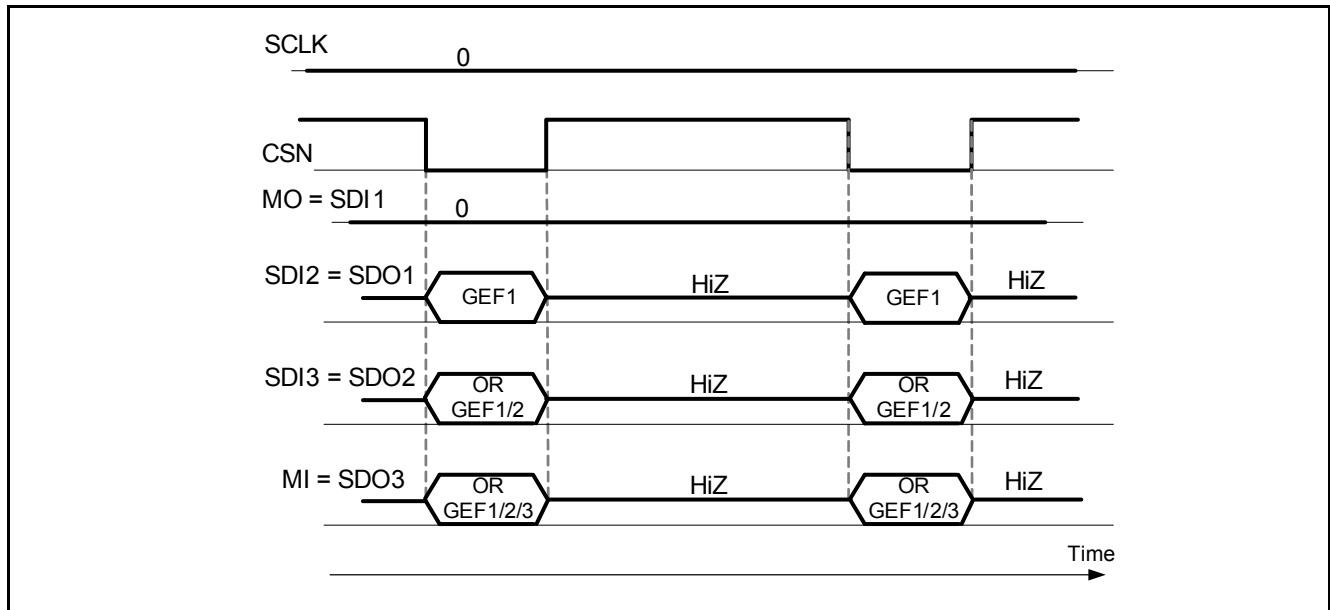 SCLK
0
CSN
MO = SDI1
0
SDI2 = SDO1
GEF1
HiZ
GEF1
HiZ
SDI3 = SDO2
OR
GEF1/2
HiZ
OR
GEF1/2
HiZ
MI = SDO3
OR
GEF1/2/3
HiZ
OR
GEF1/2/3
HiZ
Time